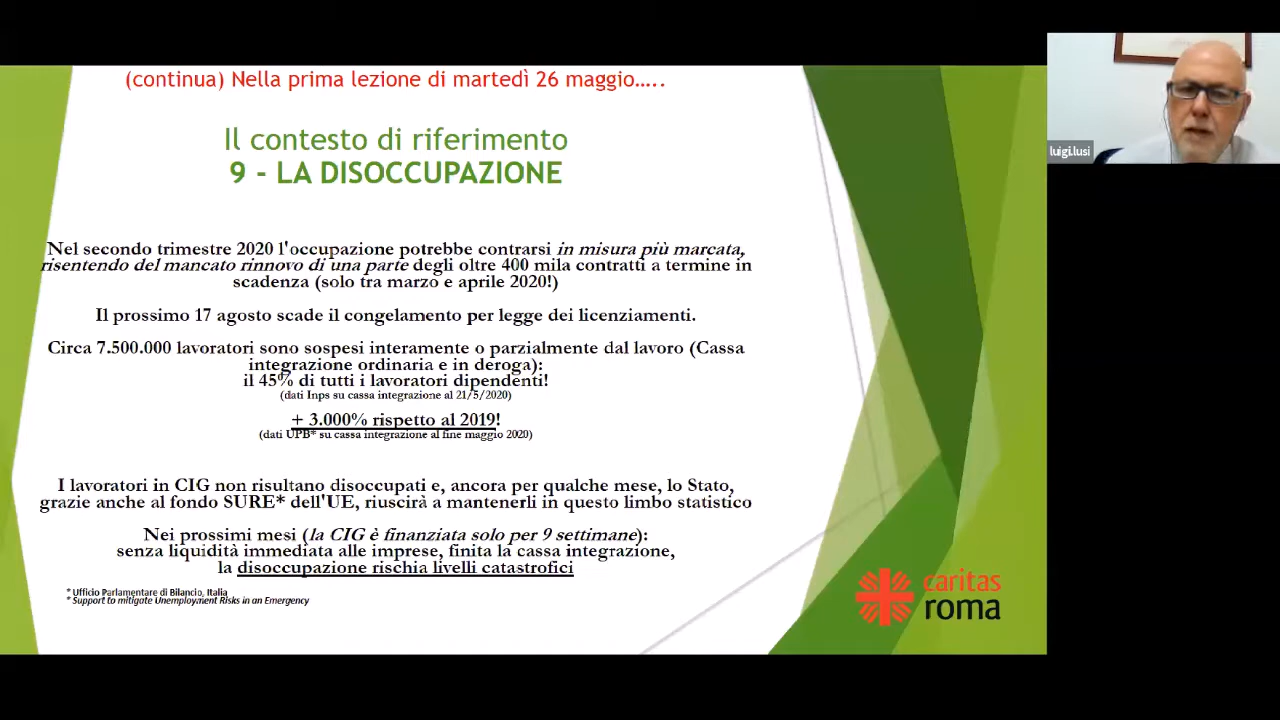 (continua) Nella prima lezione di martedì 26 maggio…..
Il contesto di riferimento
9 - LA DISOCCUPAZIONE
Nel secondo trimestre 2020 l'occupazione potrebbe contrarsi in misura più marcata,
risentendo del mancato rinnovo di una parte degli oltre 400 mila contratti a termine in
scadenza (solo tra marzo e aprile 2020!)
Il prossimo 17 agosto scade il congelamento per legge dei licenziamenti.
Circa 7.500.000 lavoratori sono sospesi interamente o parzialmente dal lavoro (Cassa
integrazione ordinaria e in deroga):
il 45% di tutti i lavoratori dipendenti!
(dati Inps su cassa integrazione al 21/5/2020)
+ 3.000% rispetto al 2019!
(dati UPB* su cassa integrazione al fine maggio 2020)
I lavoratori in CIG non risultano disoccupati e, ancora per qualche mese, lo Stato,
grazie anche al fondo SURE* dell'UE, riuscirà a mantenerli in questo limbo statistico
Nei prossimi mesi (la CIG è finanziata solo per 9 settimane):
senza liquidità immediata alle imprese, finita la cassa integrazione,
la disoccupazione rischia livelli catastrofici
* Ufficio Parlamentare di Bilancio, Italia
* Support to mitigate Unemployment Risks in an Emergency
caritas
roma
luigi.lusi